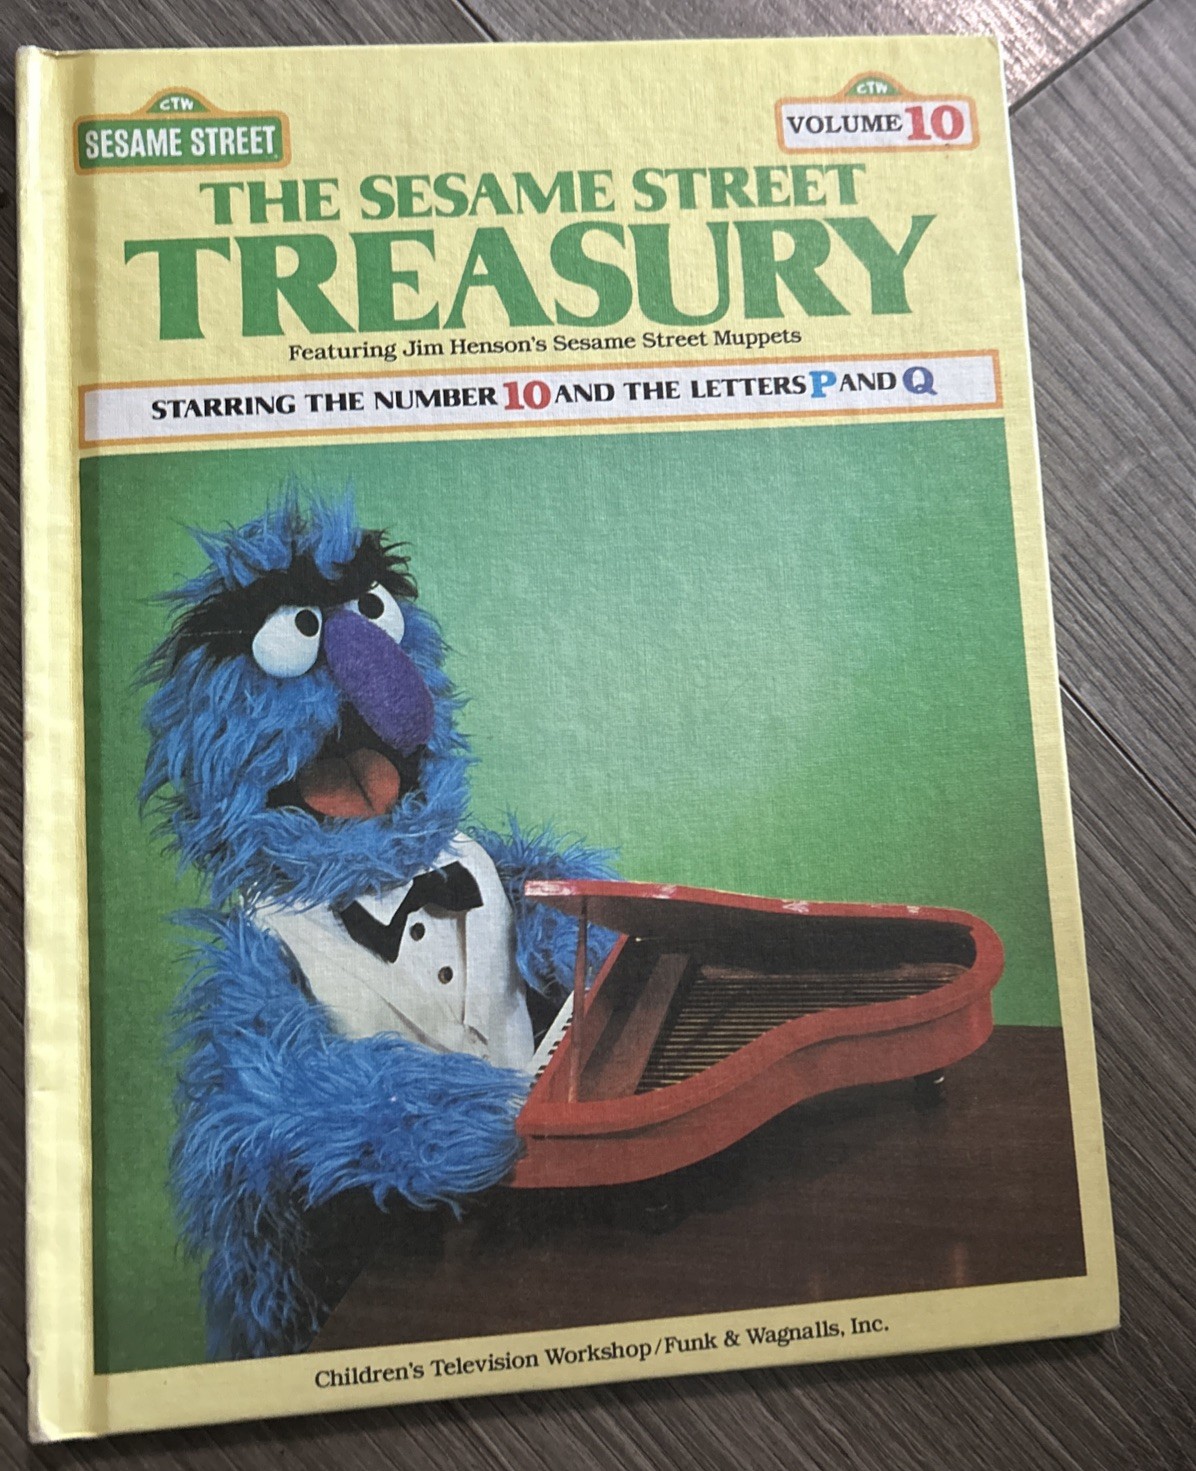 CTW
SESAME STREET
CTW
VOLUME 10
THE SESAME STREET
TREASURY
Featuring Jim Henson's Sesame Street Muppets
STARRING THE NUMBER 10 AND THE LETTERS P AND Q
Children's Television Workshop/Funk & Wagnalls, Inc.